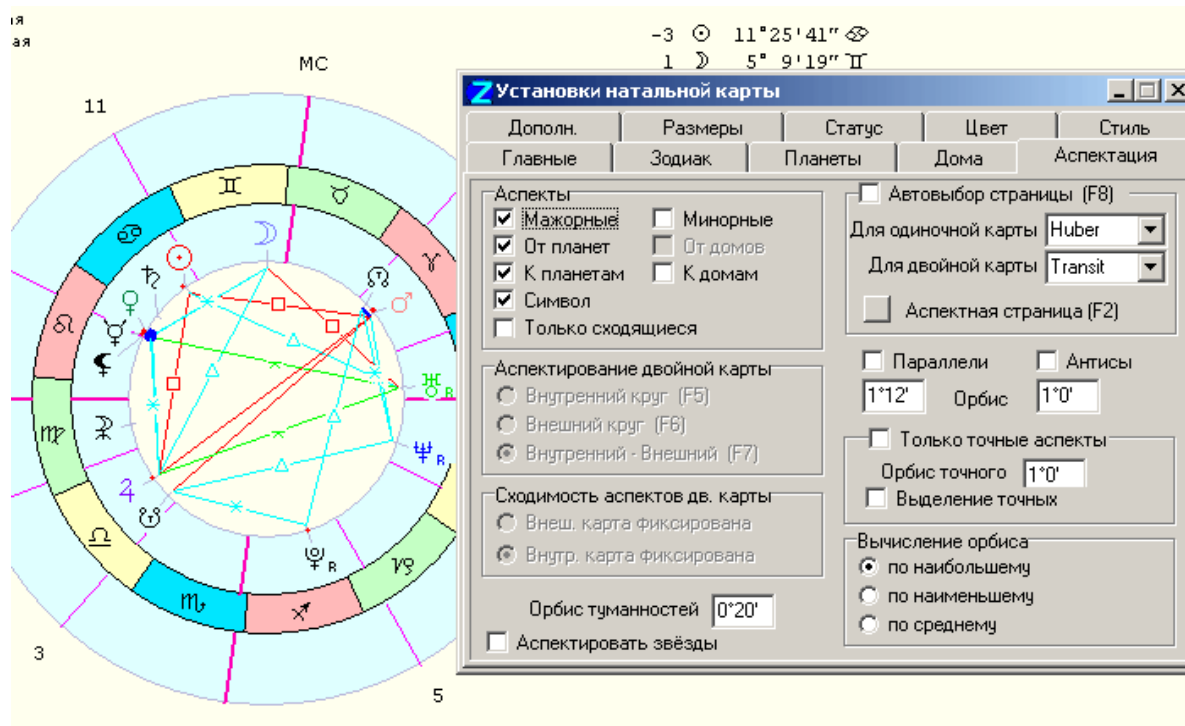 ая
ая
-3 ☉ 11°25'41" ♋
1 ☽ 5° 9'19" ♊
MC
11
3
5
Установки натальной карты
Дополн. Размеры Статус Цвет Стиль
Главные Зодиак Планеты Дома Аспектация
Аспекты
Мажорные Минорные
От планет От домов
К планетам К домам
Символ
Только сходящиеся
Аспектирование двойной карты
Внутренний круг (F5)
Внешний круг (F6)
Внутренний - Внешний (F7)
Сходимость аспектов дв. карты
Внеш. карта фиксирована
Внутр. карта фиксирована
Орбис туманностей 0°20'
Аспектировать звёзды
Автовыбор страницы (F8)
Для одиночной карты Huber
Для двойной карты Transit
Аспектная страница (F2)
Параллели Антисы
1°12' Орбис 1°0'
Только точные аспекты
Орбис точного 1°0'
Выделение точных
Вычисление орбиса
по наибольшему
по наименьшему
по среднему
R
R
R